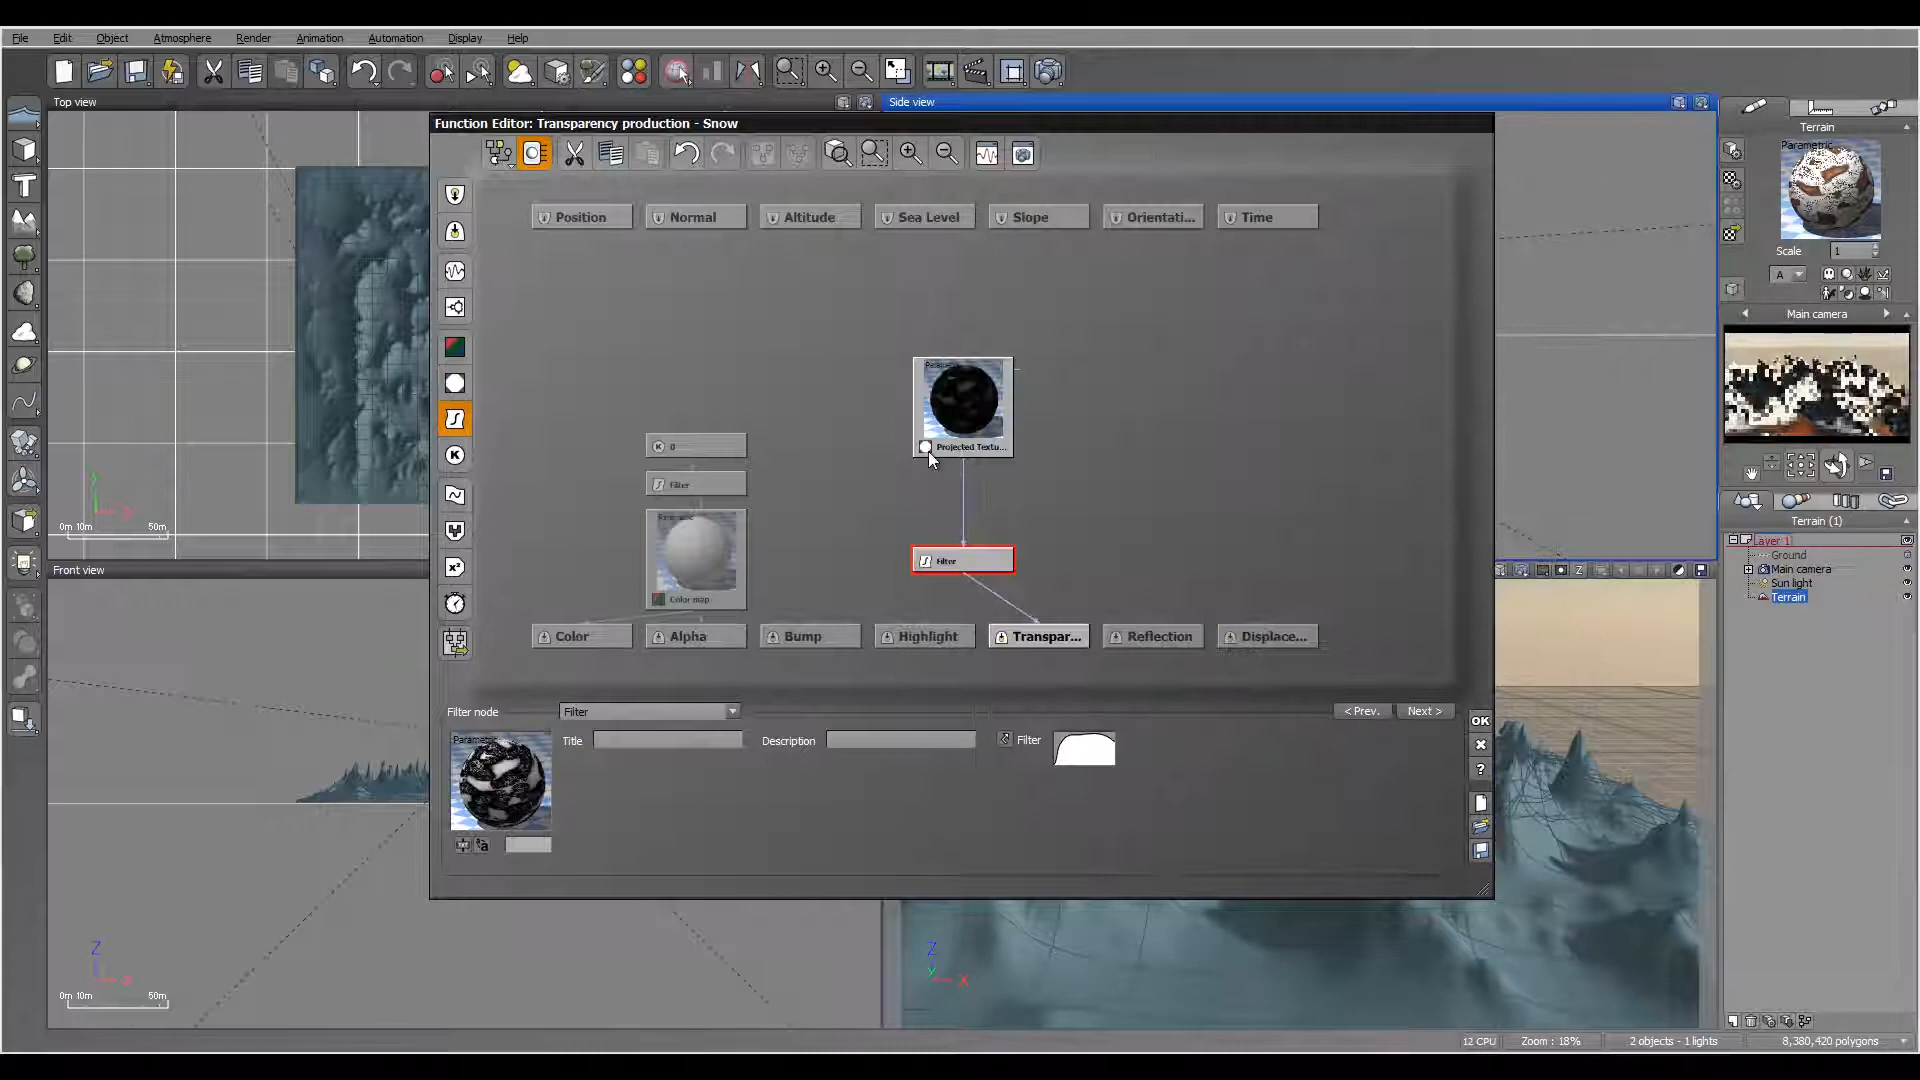 File Edit Object Atmosphere Render Animation Automation Display Help
Top view
Side view
Function Editor: Transparency production - Snow
Terrain
Parametric
Position Normal Altitude Sea Level Slope Orientati... Time
Scale 1
A
Main camera
Projected Textu...
K 0
Filter
Filter
Color map
0m 10m 50m
Front view
Z
Terrain (1)
Layer 1
Ground
Main camera
Sun light
Terrain
Color Alpha Bump Highlight Transpar... Reflection Displace...
Filter node Filter < Prev. Next >
OK
Parametric
Title Description Filter
?
Z
X
0m 10m 50m
Z
Y
X
12 CPU Zoom : 18% 2 objects - 1 lights 8,380,420 polygons